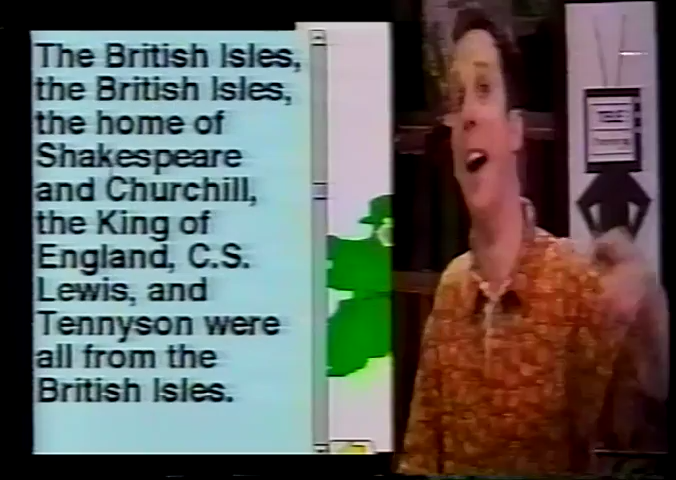 The British Isles,
the British Isles,
the home of
Shakespeare
and Churchill,
the King of
England, C.S.
Lewis, and
Tennyson were
all from the
British Isles.
TELE